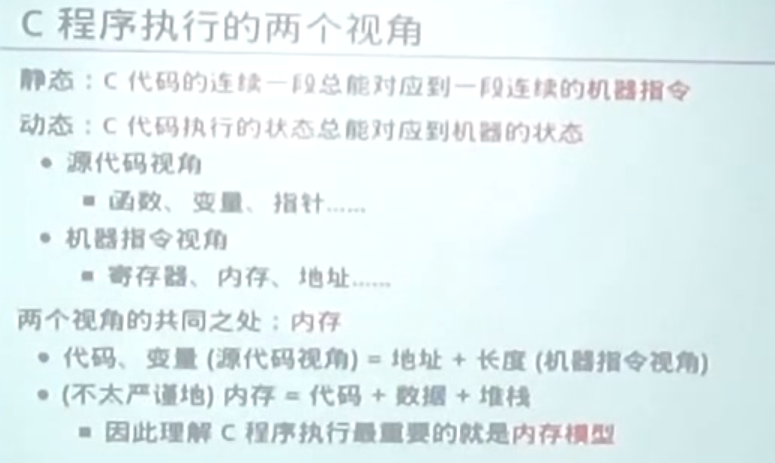 C 程序执行的两个视角
静态：C 代码的连续一段总能对应到一段连续的机器指令
动态：C 代码执行的状态总能对应到机器的状态
• 源代码视角
▪ 函数、变量、指针……
• 机器指令视角
▪ 寄存器、内存、地址……
两个视角的共同之处：内存
• 代码、变量 (源代码视角) = 地址 + 长度 (机器指令视角)
• (不太严谨地) 内存 = 代码 + 数据 + 堆栈
▪ 因此理解 C 程序执行最重要的就是内存模型